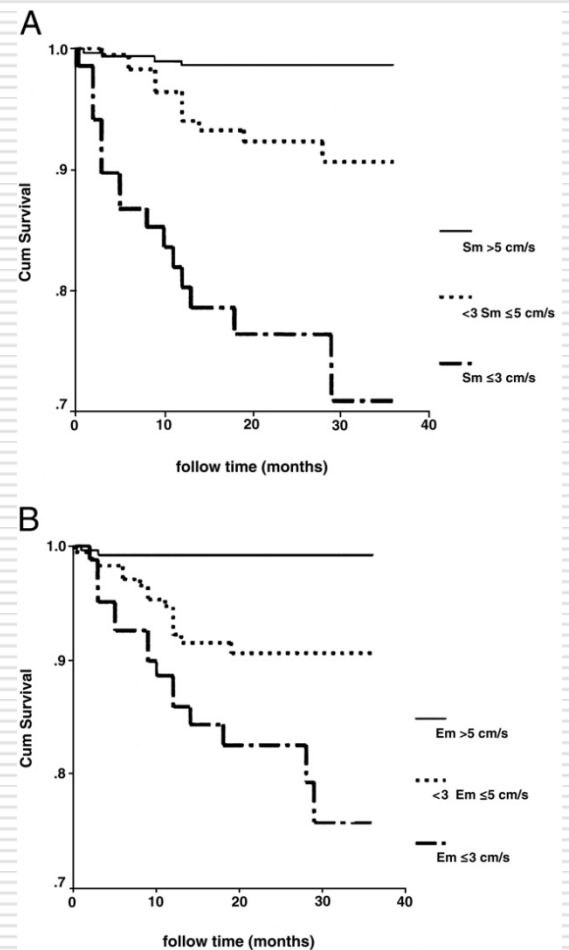 A
1.0
.9
.8
.7
Cum Survival
0
10
20
30
40
follow time (months)
Sm >5 cm/s
<3 Sm ≤5 cm/s
Sm ≤3 cm/s
B
1.0
.9
.8
.7
Cum Survival
0
10
20
30
40
follow time (months)
Em >5 cm/s
<3 Em ≤5 cm/s
Em ≤3 cm/s